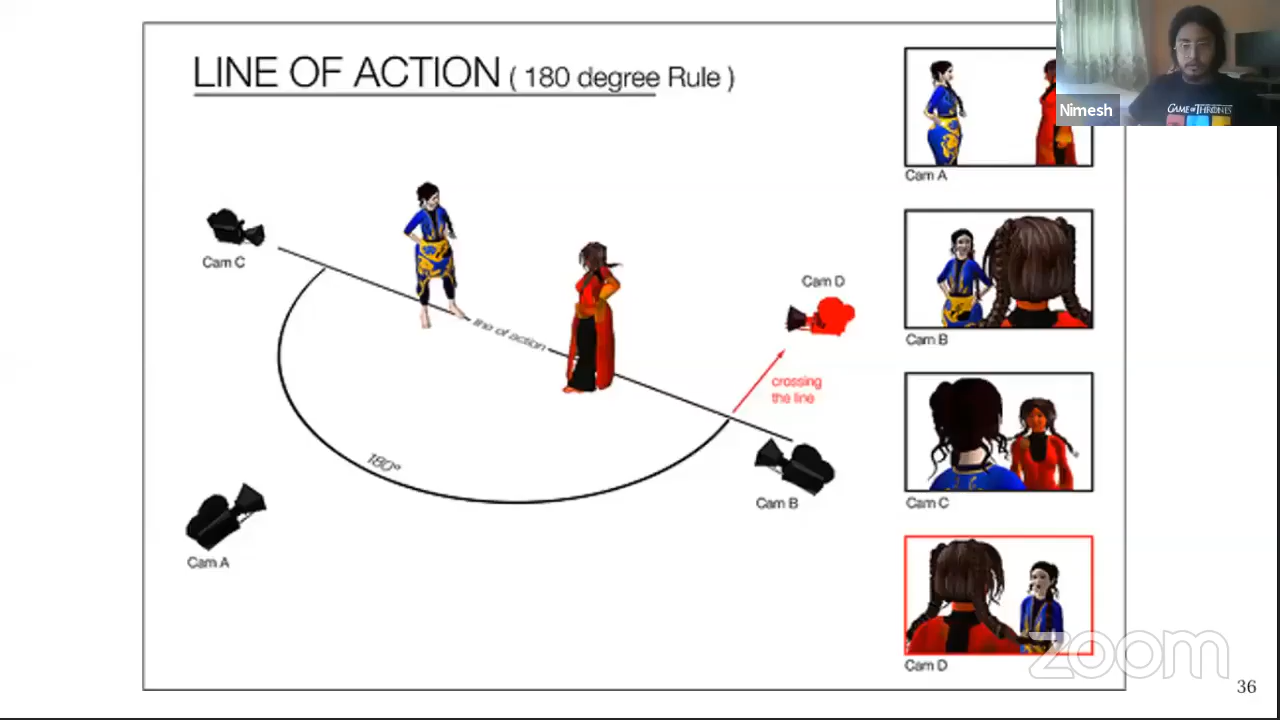 LINE OF ACTION ( 180 degree Rule )
Nimesh
GAME OF THRONES
Cam A
Cam C
Cam D
line of action
Cam B
crossing
the line
180°
Cam B
Cam C
Cam A
Cam D
zoom
36